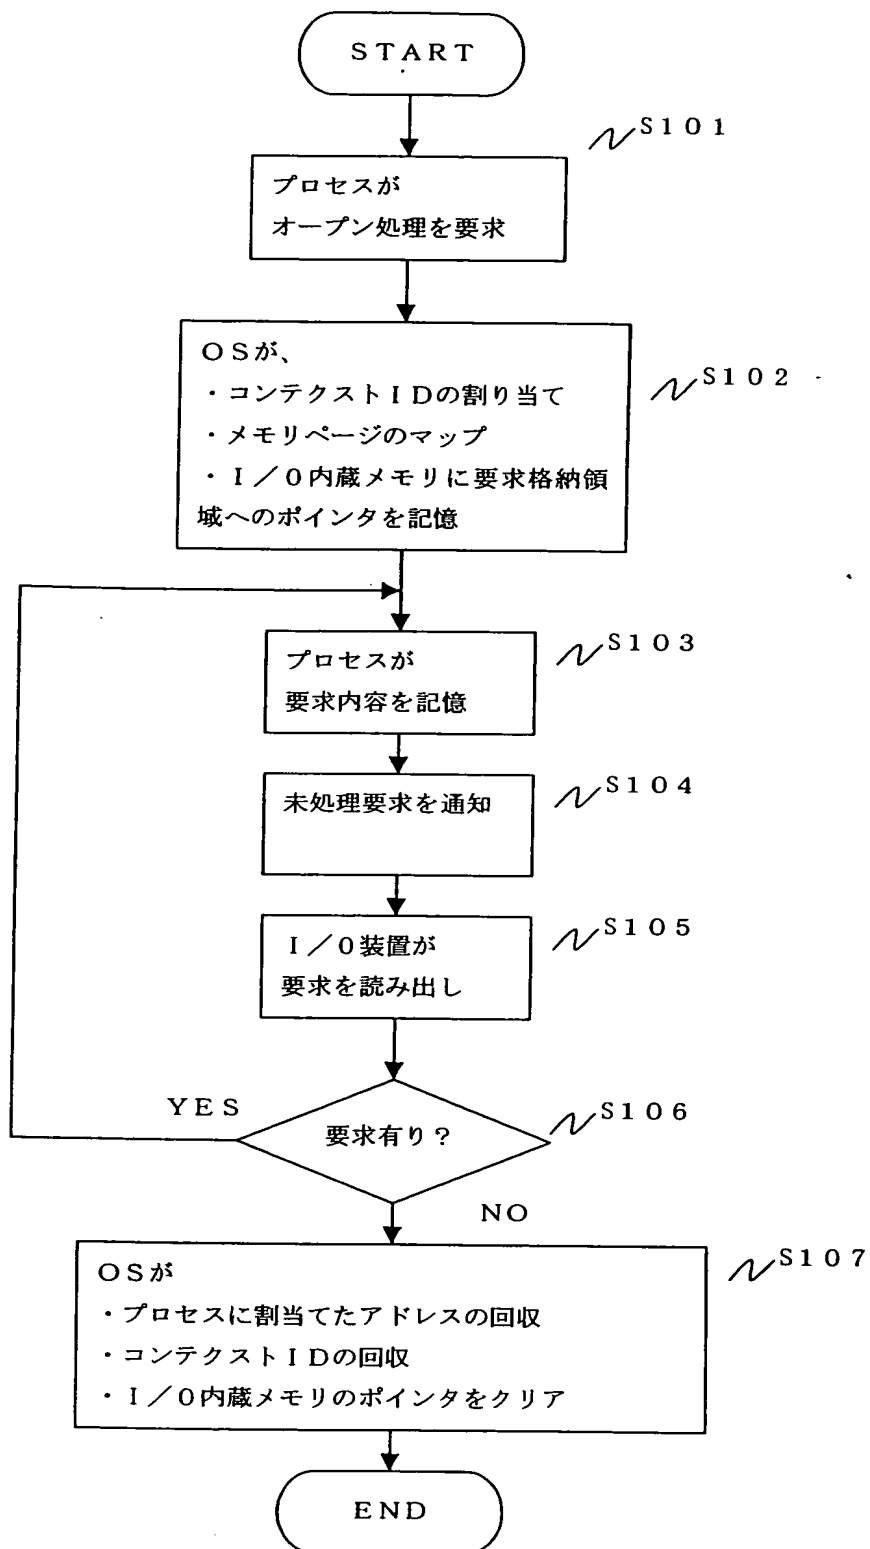 START
S101
プロセスが
オープン処理を要求
OSが、
S102
・コンテクストIDの割り当て
・メモリページのマップ
・I/O内蔵メモリに要求格納領
域へのポインタを記憶
S103
プロセスが
要求内容を記憶
S104
未処理要求を通知
S105
I/O装置が
要求を読み出し
YES
S106
要求有り?
NO
S107
OSが
・プロセスに割当てたアドレスの回収
・コンテクストIDの回収
・I/O内蔵メモリのポインタをクリア
END